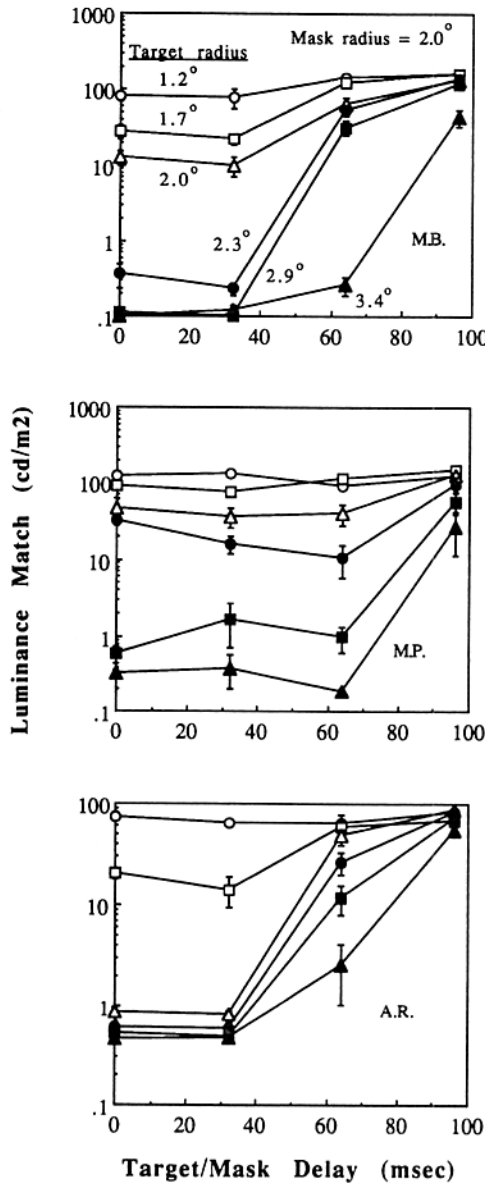 1000
Target radius
Mask radius = 2.0°
1.2°
100
1.7°
10
2.0°
2.3°
1
2.9°
M.B.
3.4°
.1
0 20 40 60 80 100
Luminance Match (cd/m2)
1000
100
10
1
M.P.
.1
0 20 40 60 80 100
100
10
1
A.R.
.1
0 20 40 60 80 100
Target/Mask Delay (msec)